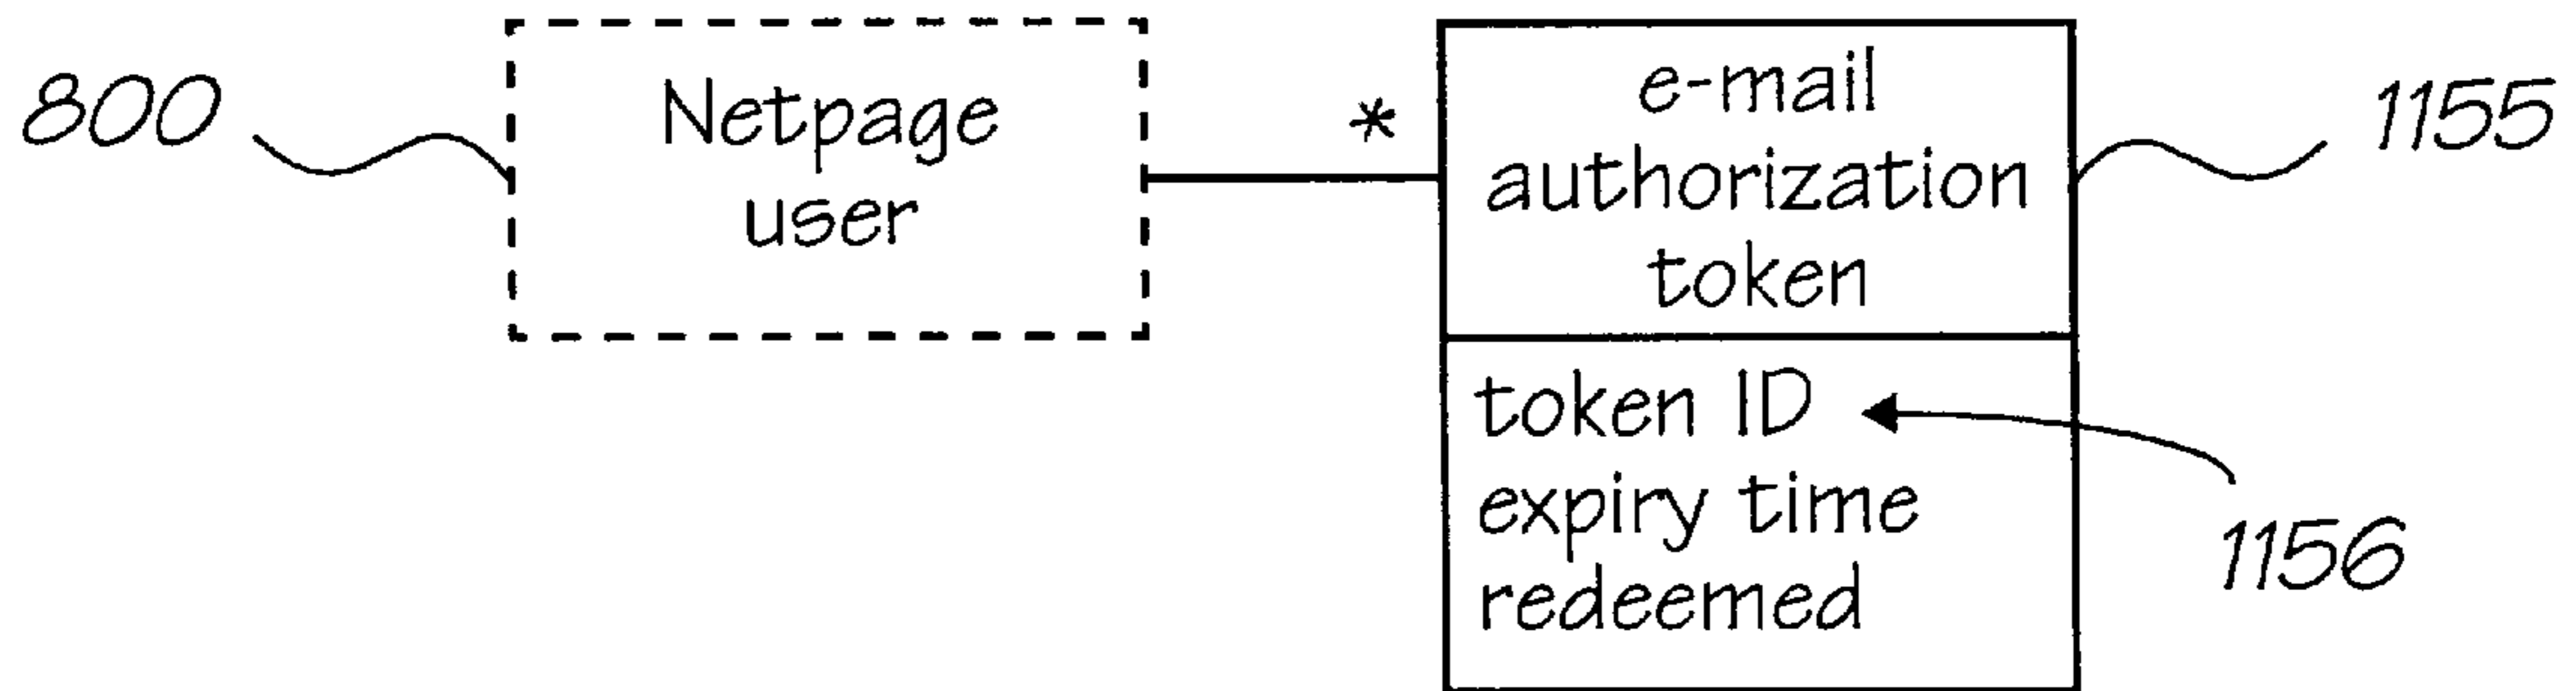 800
Netpage
user
*
e-mail
authorization
token
1155
token ID
expiry time
redeemed
1156